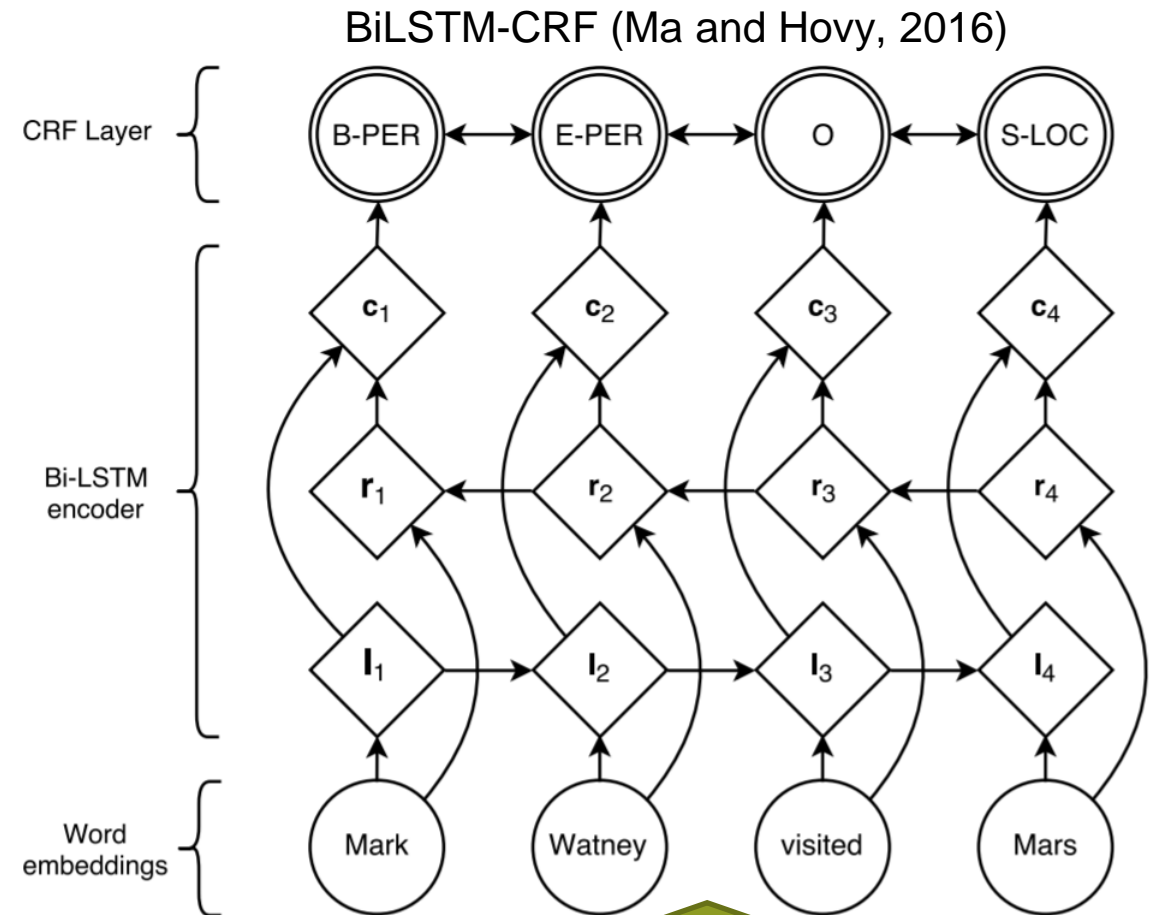 BiLSTM-CRF (Ma and Hovy, 2016)
CRF Layer
B-PER
E-PER
O
S-LOC
c1
c2
c3
c4
Bi-LSTM
encoder
r1
r2
r3
r4
l1
l2
l3
l4
Word
embeddings
Mark
Watney
visited
Mars